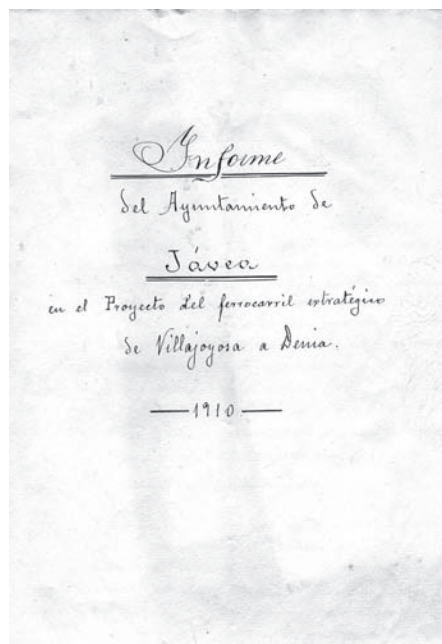 Informe
del Ayuntamiento de
Jávea
en el Proyecto del ferrocarril estratégico
de Villajoyosa a Denia.
—1910—